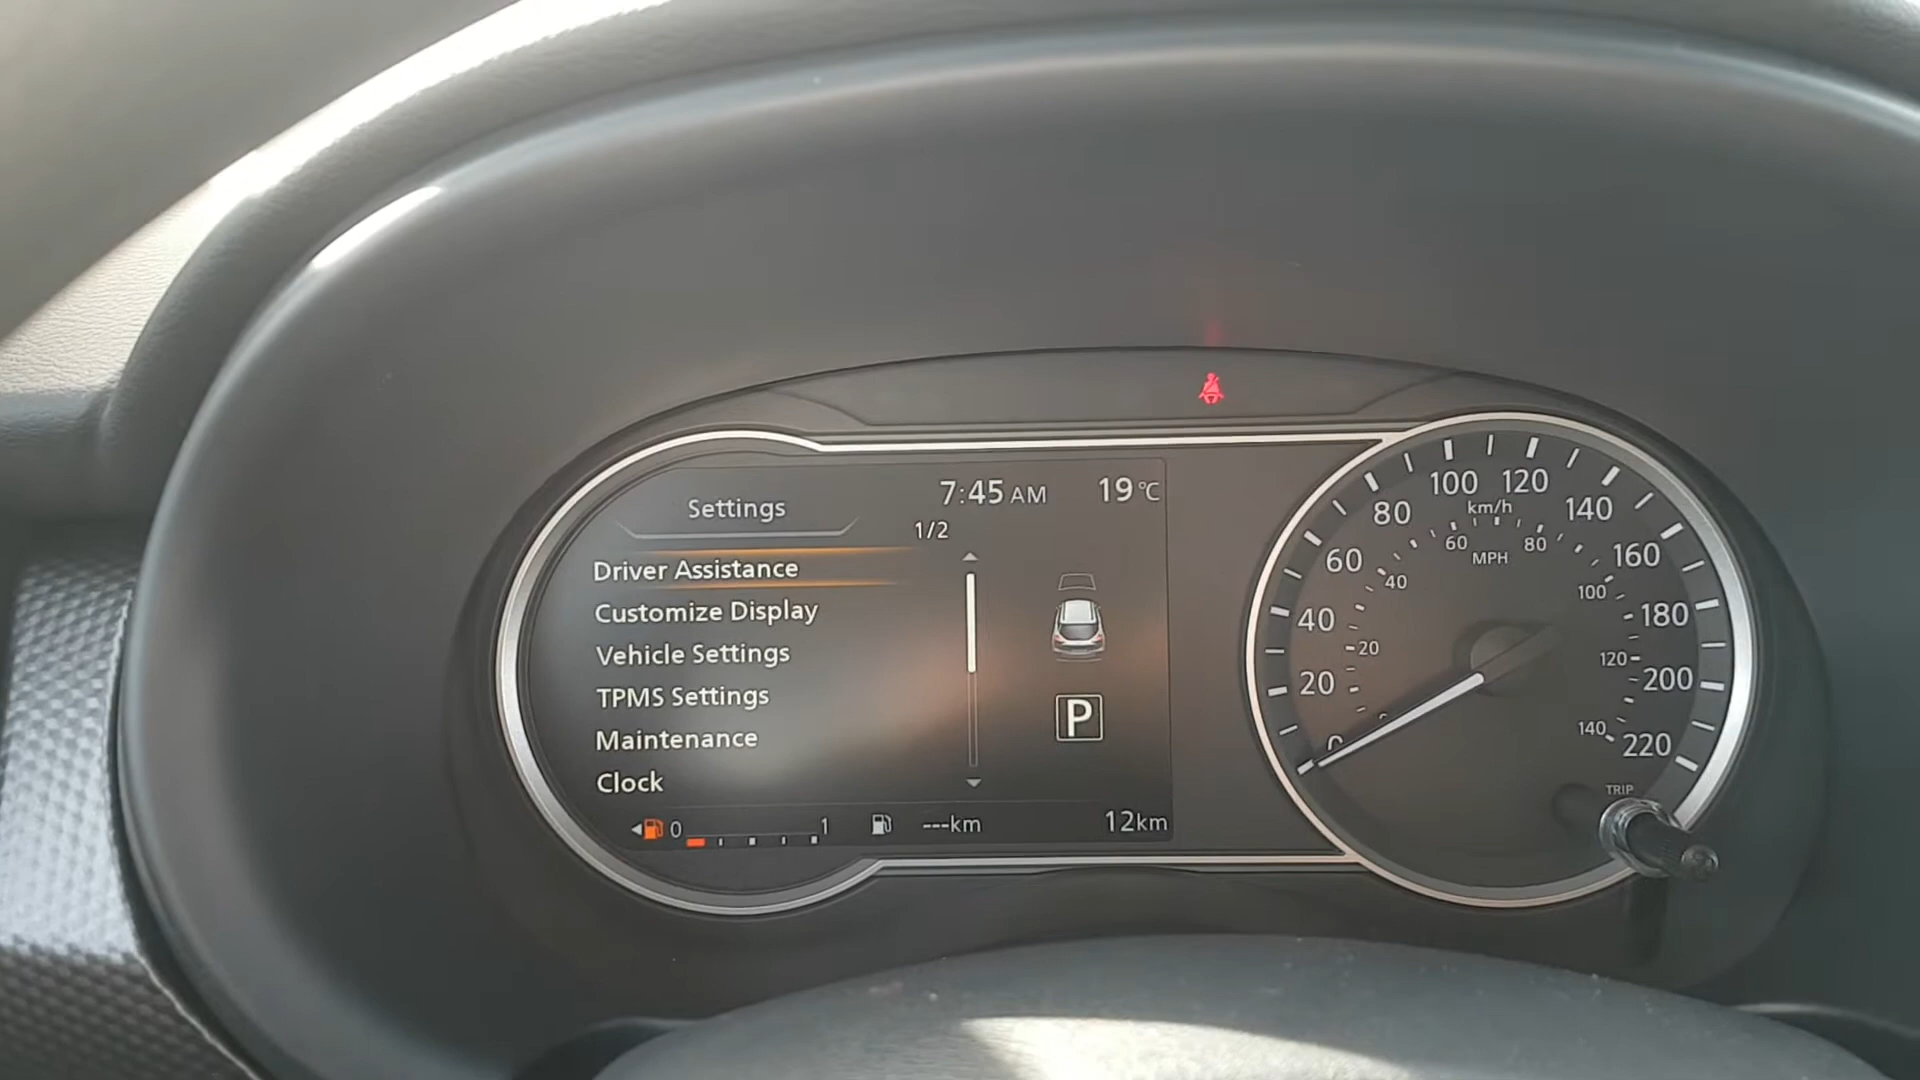 Settings
7:45 AM
19°C
1/2
Driver Assistance
Customize Display
Vehicle Settings
TPMS Settings
Maintenance
Clock
P
0
1
---km
12km
0
20
40
60
80
100
120
140
160
180
200
220
km/h
MPH
20
40
60
80
100
120
140
TRIP